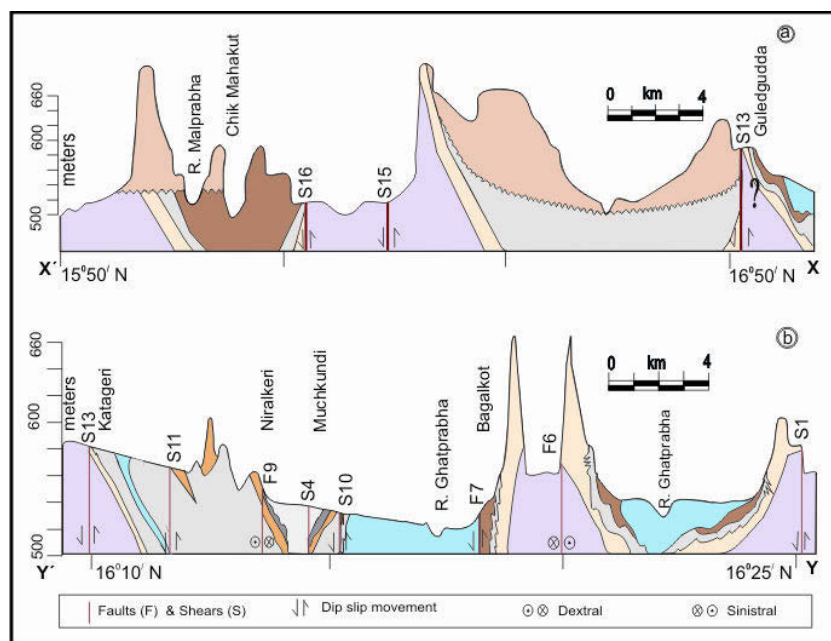 a
660
600
500
meters
R. Malprabha
Chik Mahakut
S16
S15
0 km 4
S13
Guledgudda
?
X´ 15°50′ N
16°50′ N X
b
660
600
500
meters
S13
Katageri
S11
Niralkeri
F9
S4
Muchkundi
S10
R. Ghatprabha
F7
Bagalkot
F6
0 km 4
R. Ghatprabha
S1
Y´ 16°10′ N
16°25′ N Y
Faults (F) & Shears (S)
Dip slip movement
Dextral
Sinistral